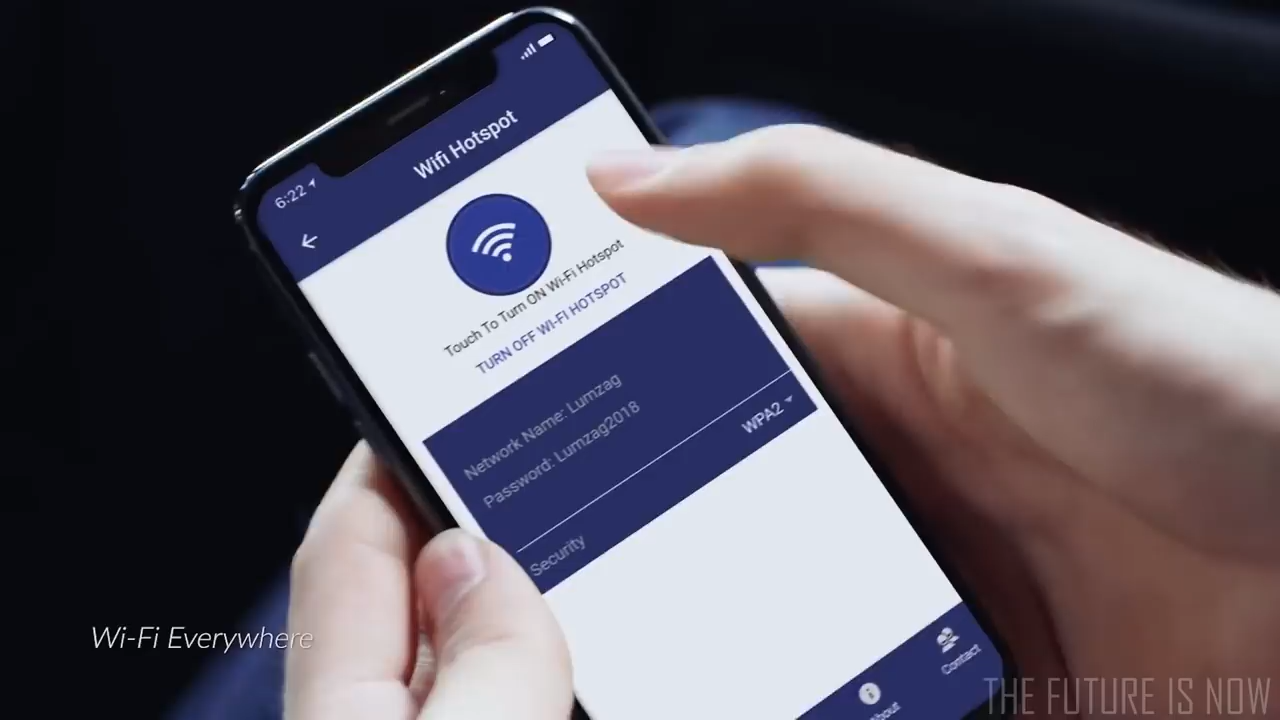 6:22
Wifi Hotspot
Touch To Turn ON Wi-Fi Hotspot
TURN OFF WI-FI HOTSPOT
Network Name: Lumzag
Password: Lumzag2018
WPA2
Security
About
Contact
Wi-Fi Everywhere
THE FUTURE IS NOW